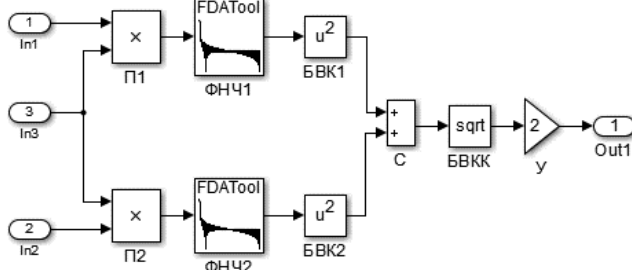 1
In1
3
In3
2
In2
×
П1
FDATool
ФНЧ1
u²
БВК1
×
П2
FDATool
ФНЧ2
u²
БВК2
+
+
С
sqrt
БВКК
2
У
1
Out1